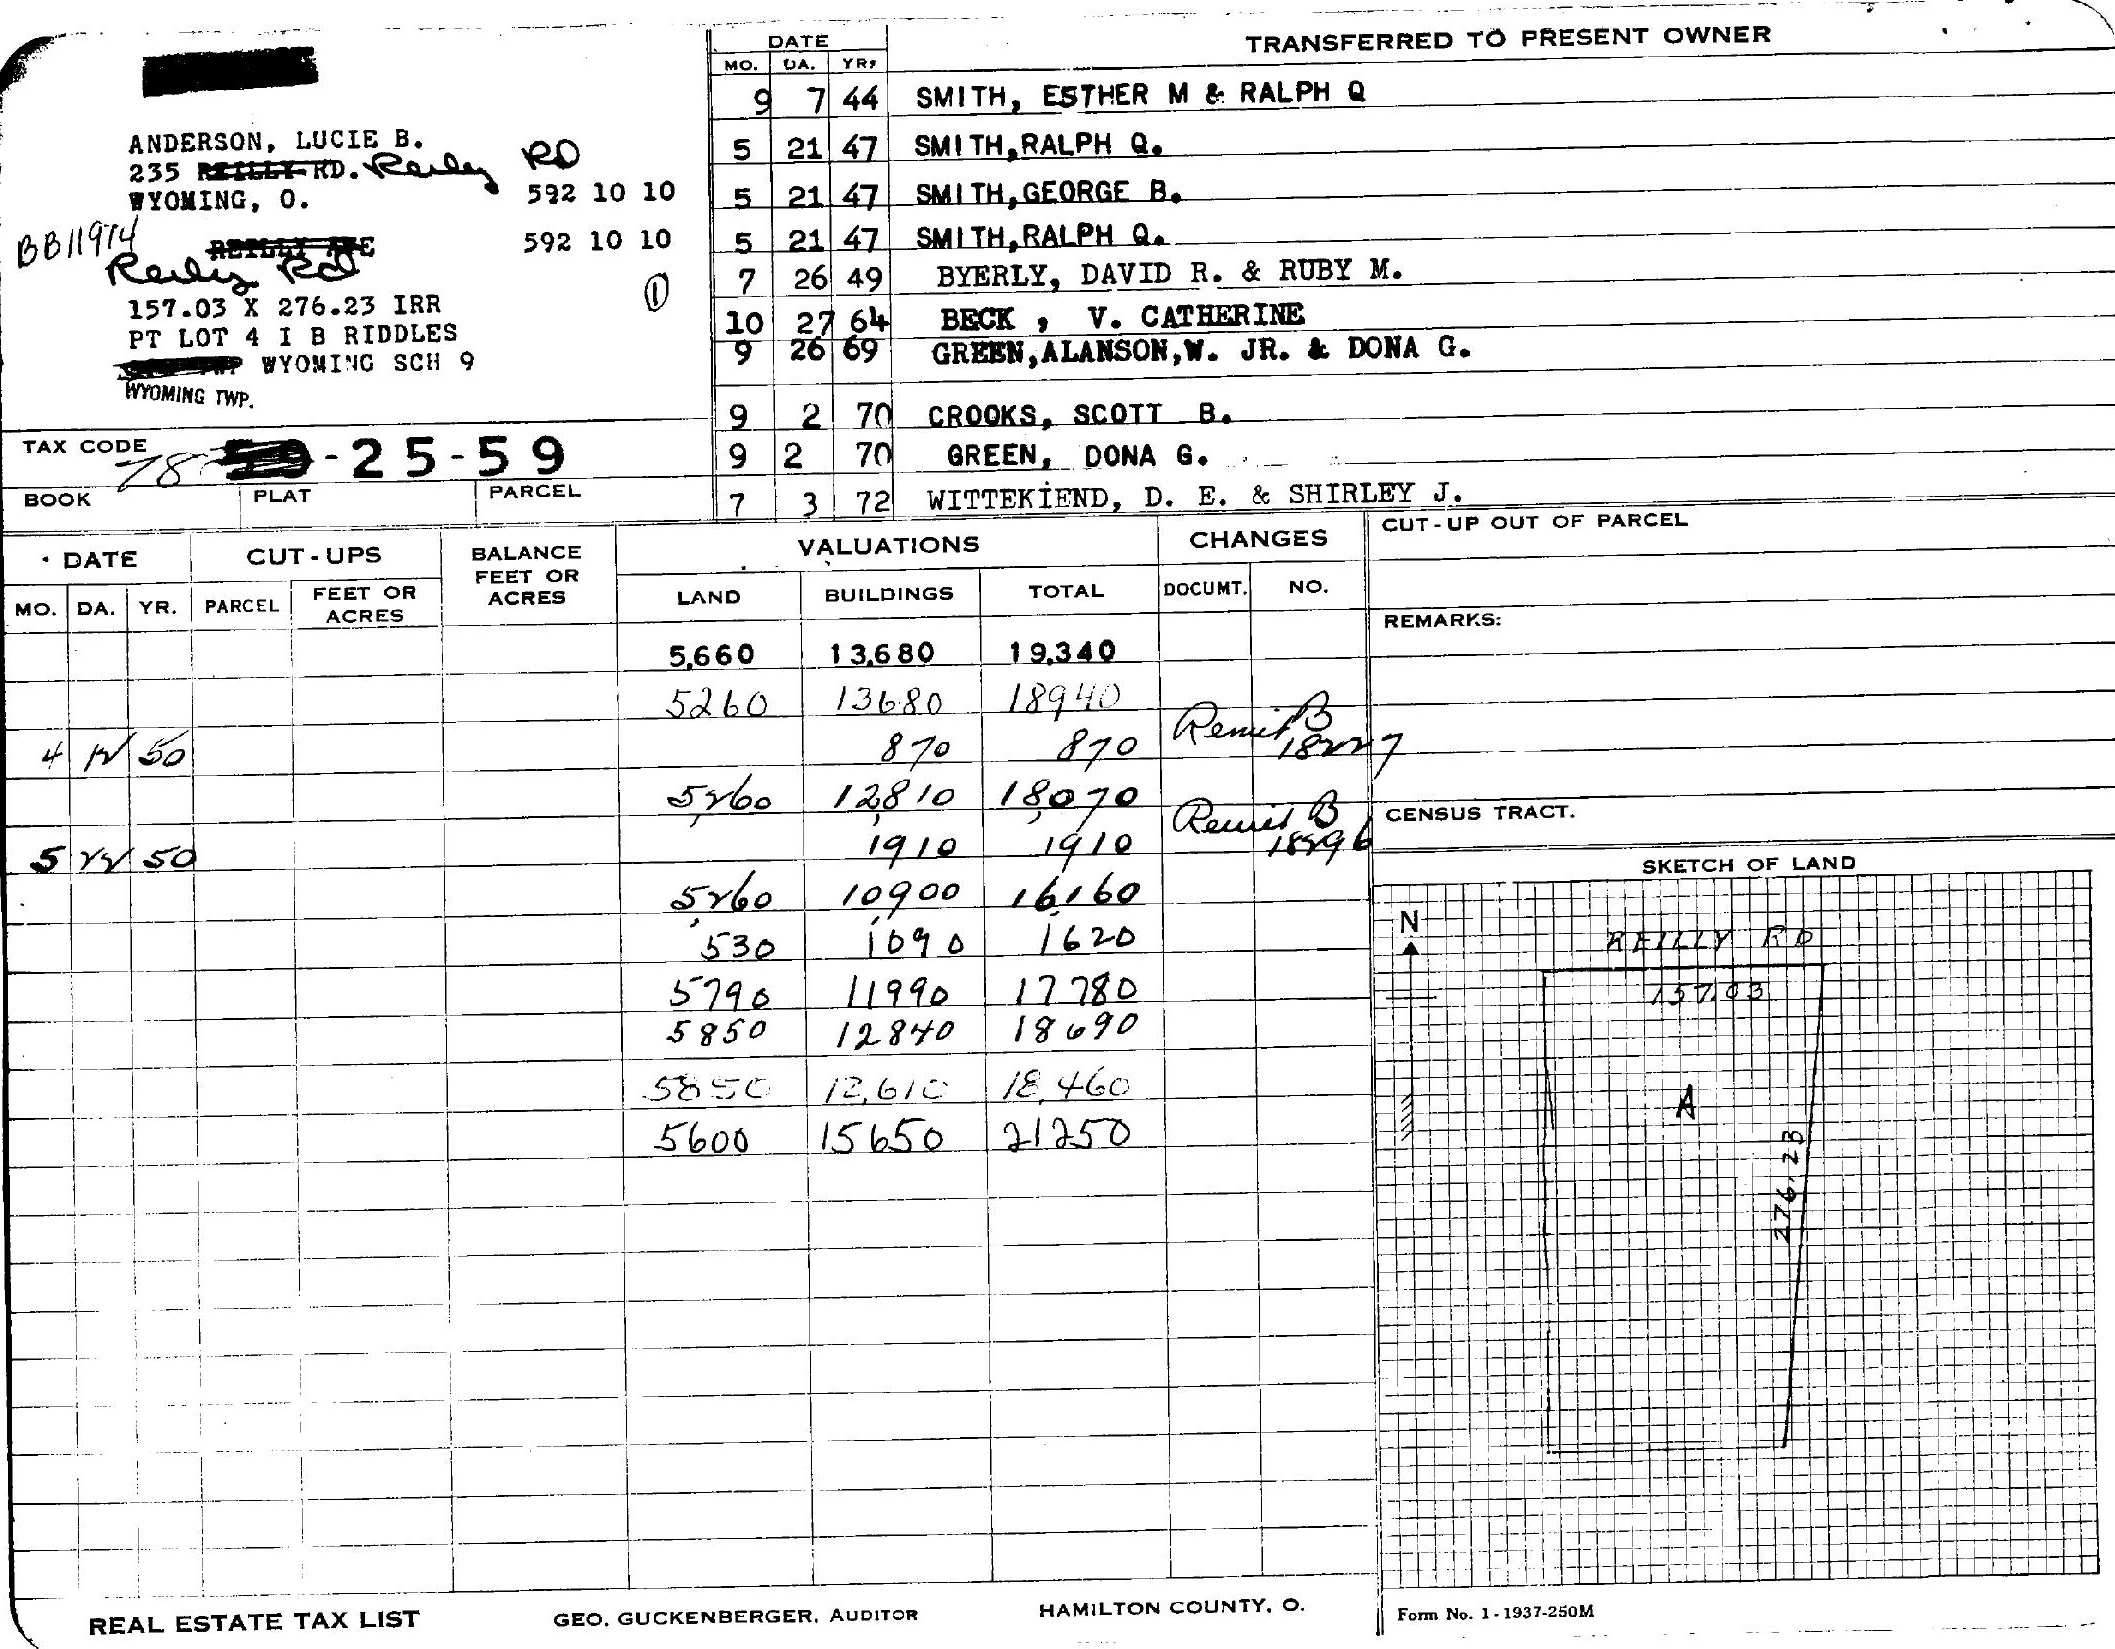 ANDERSON, LUCIE B.
235 REILLY RD. Reily RD
WYOMING, O. 592 10 10
BB11974
REILLY AVE 592 10 10
Reily Rd
157.03 X 276.23 IRR 1
PT LOT 4 I B RIDDLES
WYOMING SCH 9
WYOMING TWP.
TAX CODE 78 -25-59
BOOK PLAT PARCEL
DATE TRANSFERRED TO PRESENT OWNER
MO. DA. YR.
9 7 44 SMITH, ESTHER M & RALPH Q
5 21 47 SMITH,RALPH Q.
5 21 47 SMITH,GEORGE B.
5 21 47 SMITH,RALPH Q.
7 26 49 BYERLY, DAVID R. & RUBY M.
10 27 64 BECK , V. CATHERINE
9 26 69 GREEN,ALANSON,W. JR. & DONA G.
9 2 70 CROOKS, SCOTT B.
9 2 70 GREEN, DONA G.
7 3 72 WITTEKIEND, D. E. & SHIRLEY J.
DATE CUT-UPS BALANCE FEET OR ACRES VALUATIONS CHANGES
MO. DA. YR. PARCEL FEET OR ACRES LAND BUILDINGS TOTAL DOCUMT. NO.
5,660 13,680 19,340
5260 13680 18940
4 12 50 870 870 Remit B 18227
5260 12,810 18,070
5 22 50 1910 1910 Remit B 18296
5260 10900 16,160
530 1090 1620
5790 11990 17780
5850 12840 18690
5850 12,610 18,460
5600 15650 21250
CUT-UP OUT OF PARCEL
REMARKS:
CENSUS TRACT.
SKETCH OF LAND
N
REILLY RD
157.03
A
276.23
REAL ESTATE TAX LIST GEO. GUCKENBERGER, AUDITOR HAMILTON COUNTY, O. Form No. 1-1937-250M